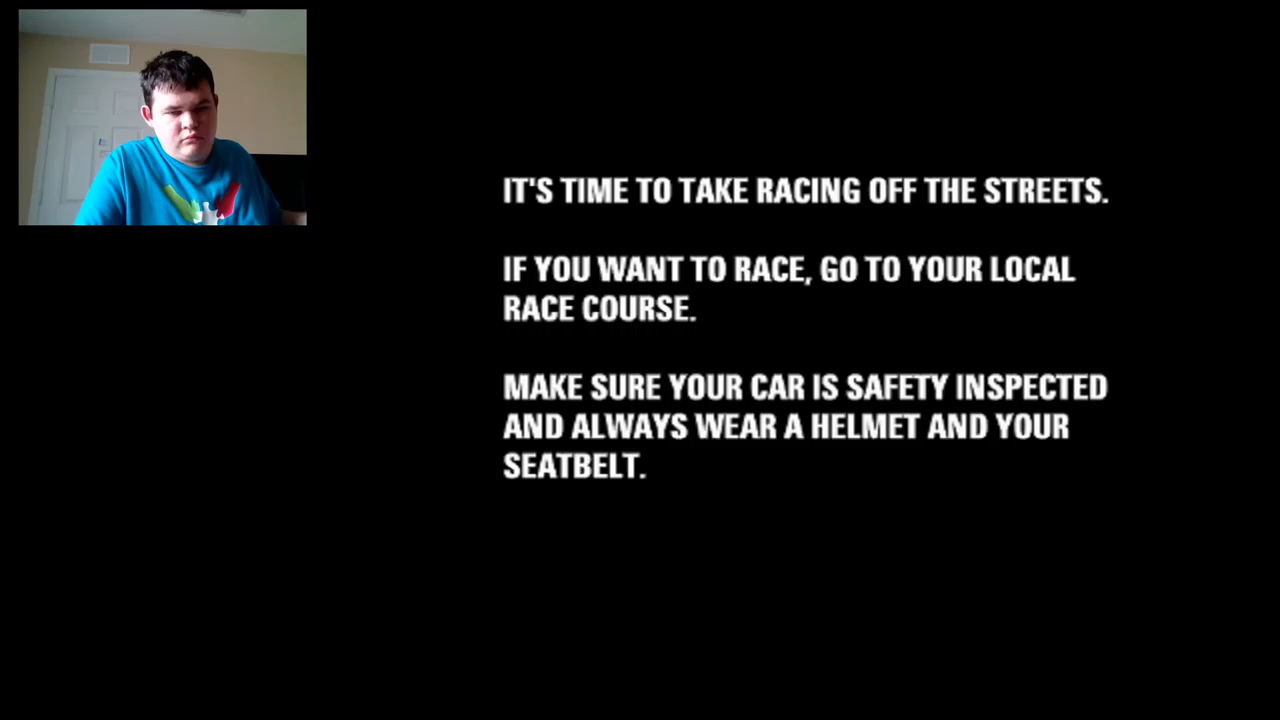 IT'S TIME TO TAKE RACING OFF THE STREETS.
IF YOU WANT TO RACE, GO TO YOUR LOCAL
RACE COURSE.
MAKE SURE YOUR CAR IS SAFETY INSPECTED
AND ALWAYS WEAR A HELMET AND YOUR
SEATBELT.